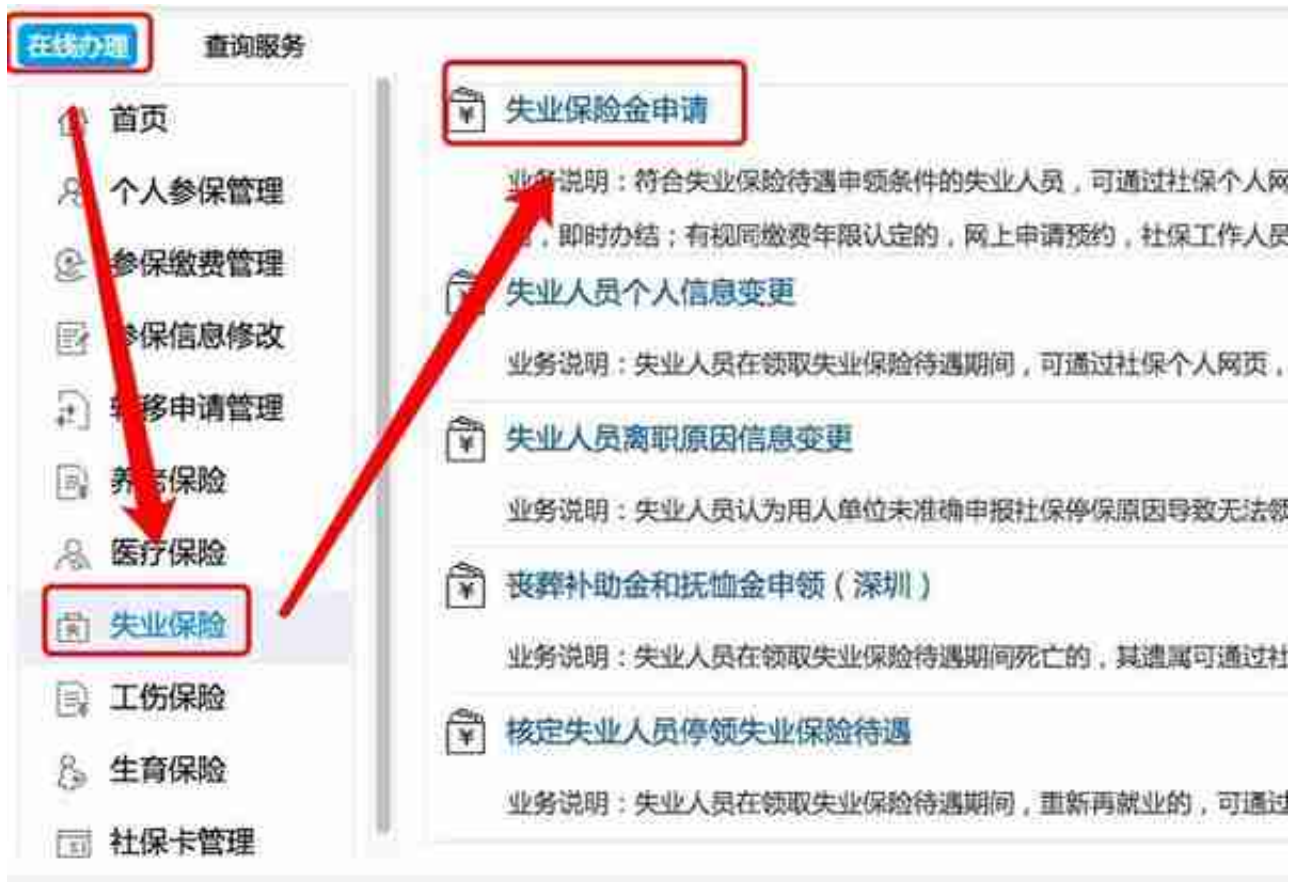 在线办理
查询服务
首页
个人参保管理
参保缴费管理
参保信息修改
转移申请管理
养老保险
医疗保险
失业保险
工伤保险
生育保险
社保卡管理
失业保险金申请
业务说明：符合失业保险待遇申领条件的失业人员，可通过社保个人网
，即时办结；有视同缴费年限认定的，网上申请预约，社保工作人员
失业人员个人信息变更
业务说明：失业人员在领取失业保险待遇期间，可通过社保个人网页，
失业人员离职原因信息变更
业务说明：失业人员认为用人单位未准确申报社保停保原因导致无法领
丧葬补助金和抚恤金申领（深圳）
业务说明：失业人员在领取失业保险待遇期间死亡的，其遗属可通过社
核定失业人员停领失业保险待遇
业务说明：失业人员在领取失业保险待遇期间，重新再就业的，可通过